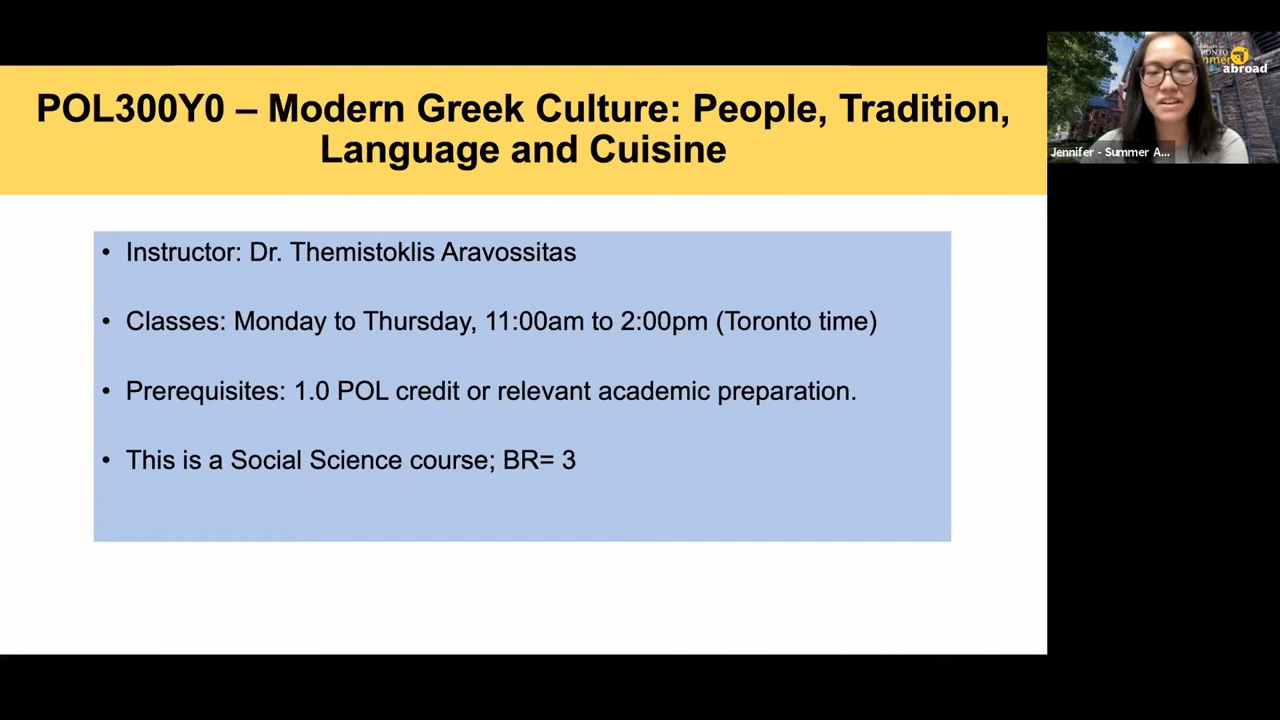 POL300Y0 – Modern Greek Culture: People, Tradition,
Language and Cuisine
• Instructor: Dr. Themistoklis Aravossitas
• Classes: Monday to Thursday, 11:00am to 2:00pm (Toronto time)
• Prerequisites: 1.0 POL credit or relevant academic preparation.
• This is a Social Science course; BR= 3
abroad
Jennifer - Summer A...